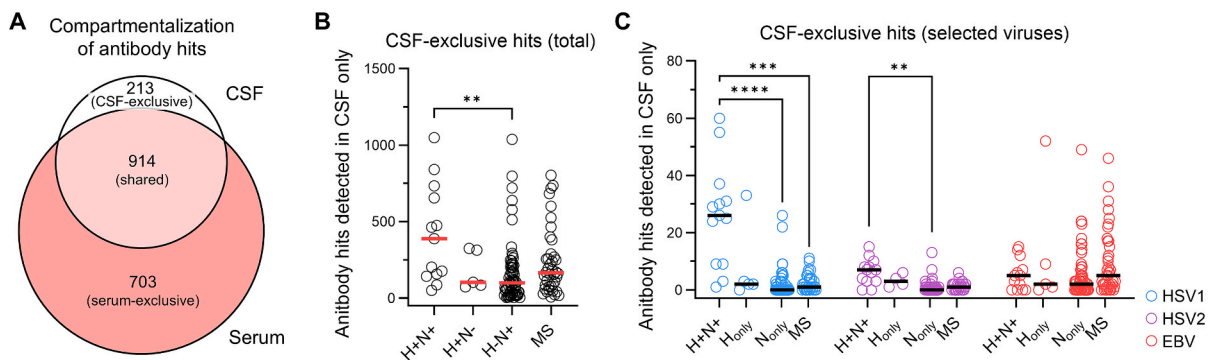 A
Compartmentalization
of antibody hits
213
(CSF-exclusive)
CSF
914
(shared)
703
(serum-exclusive)
Serum
B
CSF-exclusive hits (total)
Anitbody hits detected in CSF only
1500
1000
500
0
**
H+N+
H+N-
H-N+
MS
C
CSF-exclusive hits (selected viruses)
Anitbody hits detected in CSF only
80
60
40
20
0
***
****
**
H+N+
Honly
Nonly
MS
H+N+
Honly
Nonly
MS
H+N+
Honly
Nonly
MS
HSV1
HSV2
EBV